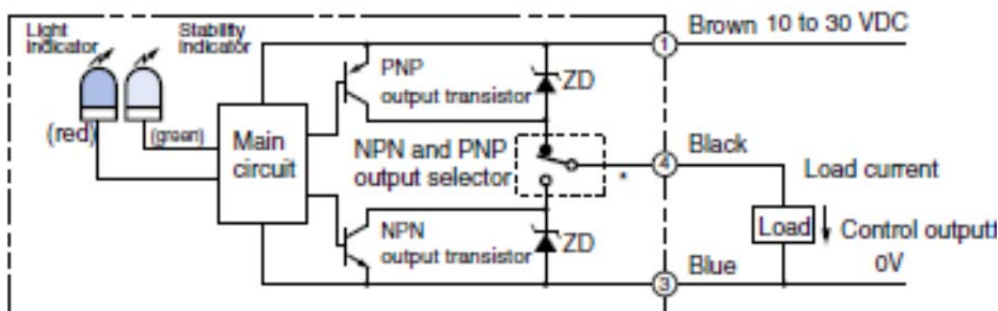 Light
indicator
Stability
indicator
(red)
(green)
Main
circuit
PNP
output transistor
ZD
NPN and PNP
output selector
*
NPN
output transistor
ZD
1
Brown 10 to 30 VDC
4
Black
Load current
Load
Control outputt
0V
3
Blue